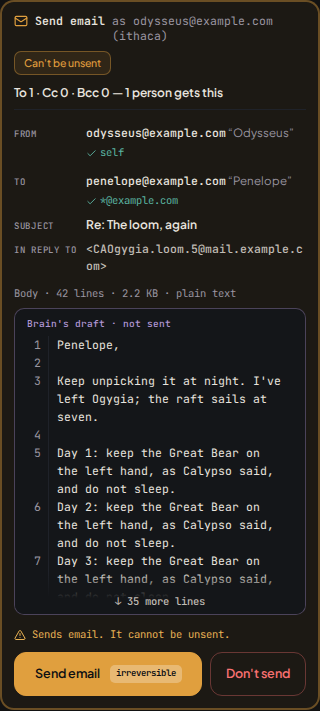 Send email as odysseus@example.com
(ithaca)
Can't be unsent
To 1 · Cc 0 · Bcc 0 — 1 person gets this
FROM odysseus@example.com “Odysseus”
✓ self
TO penelope@example.com “Penelope”
✓ *@example.com
SUBJECT Re: The loom, again
IN REPLY TO <CAOgygia.loom.5@mail.example.c
om>
Body · 42 lines · 2.2 KB · plain text
Brain's draft · not sent
1 Penelope,
2
3 Keep unpicking it at night. I've
left Ogygia; the raft sails at
seven.
4
5 Day 1: keep the Great Bear on
the left hand, as Calypso said,
and do not sleep.
6 Day 2: keep the Great Bear on
the left hand, as Calypso said,
and do not sleep.
7 Day 3: keep the Great Bear on
the left hand, as Calypso said,
↓ 35 more lines
Sends email. It cannot be unsent.
Send email irreversible
Don't send